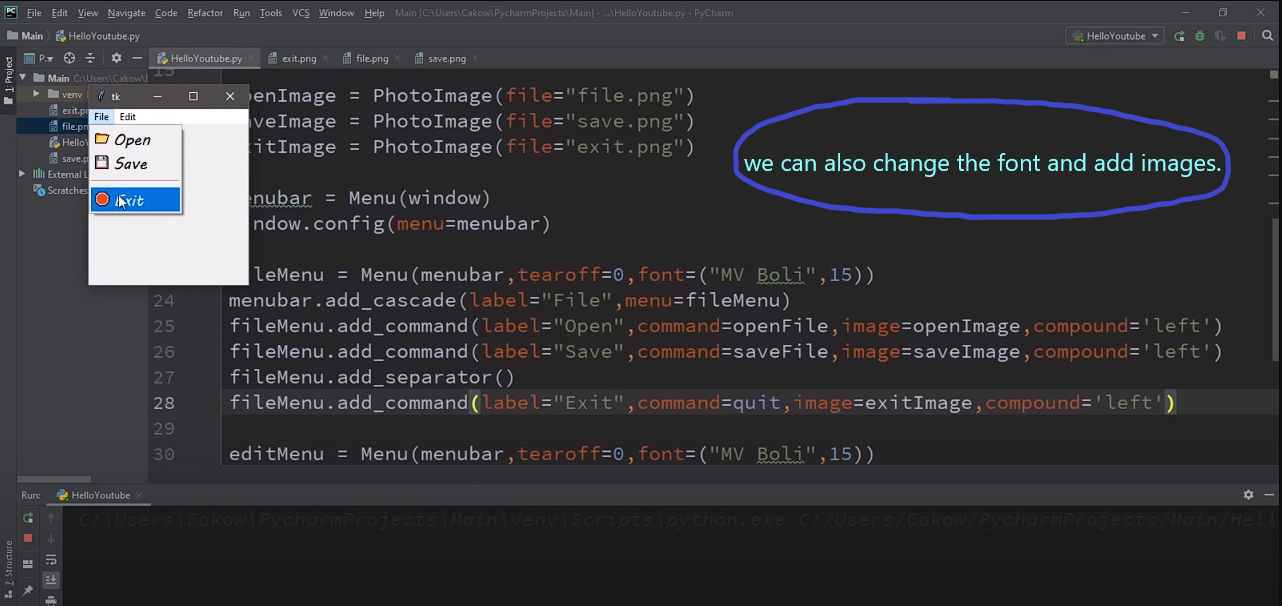 File Edit View Navigate Code Refactor Run Tools VCS Window Help Main [C:\Users\Cakow\PycharmProjects\Main] - ...\HelloYoutube.py - PyCharm
Main HelloYoutube.py HelloYoutube
1: Project P.. HelloYoutube.py exit.png file.png save.png
Main C:\Users\Cakow\
venv
exit.p
file.pn
Hello
save.p
External L
Scratches
tk
File Edit
Open
Save
Exit
15
penImage = PhotoImage(file="file.png")
aveImage = PhotoImage(file="save.png")
xitImage = PhotoImage(file="exit.png")
we can also change the font and add images.
enubar = Menu(window)
ndow.config(menu=menubar)
leMenu = Menu(menubar,tearoff=0,font=("MV Boli",15))
24 menubar.add_cascade(label="File",menu=fileMenu)
25 fileMenu.add_command(label="Open",command=openFile,image=openImage,compound='left')
26 fileMenu.add_command(label="Save",command=saveFile,image=saveImage,compound='left')
27 fileMenu.add_separator()
28 fileMenu.add_command(label="Exit",command=quit,image=exitImage,compound='left')
29
30 editMenu = Menu(menubar,tearoff=0,font=("MV Boli",15))
Run: HelloYoutube
C:\Users\Cakow\PycharmProjects\Main\venv\Scripts\python.exe C:/Users/Cakow/PycharmProjects/Main/Hell
Z: Structure